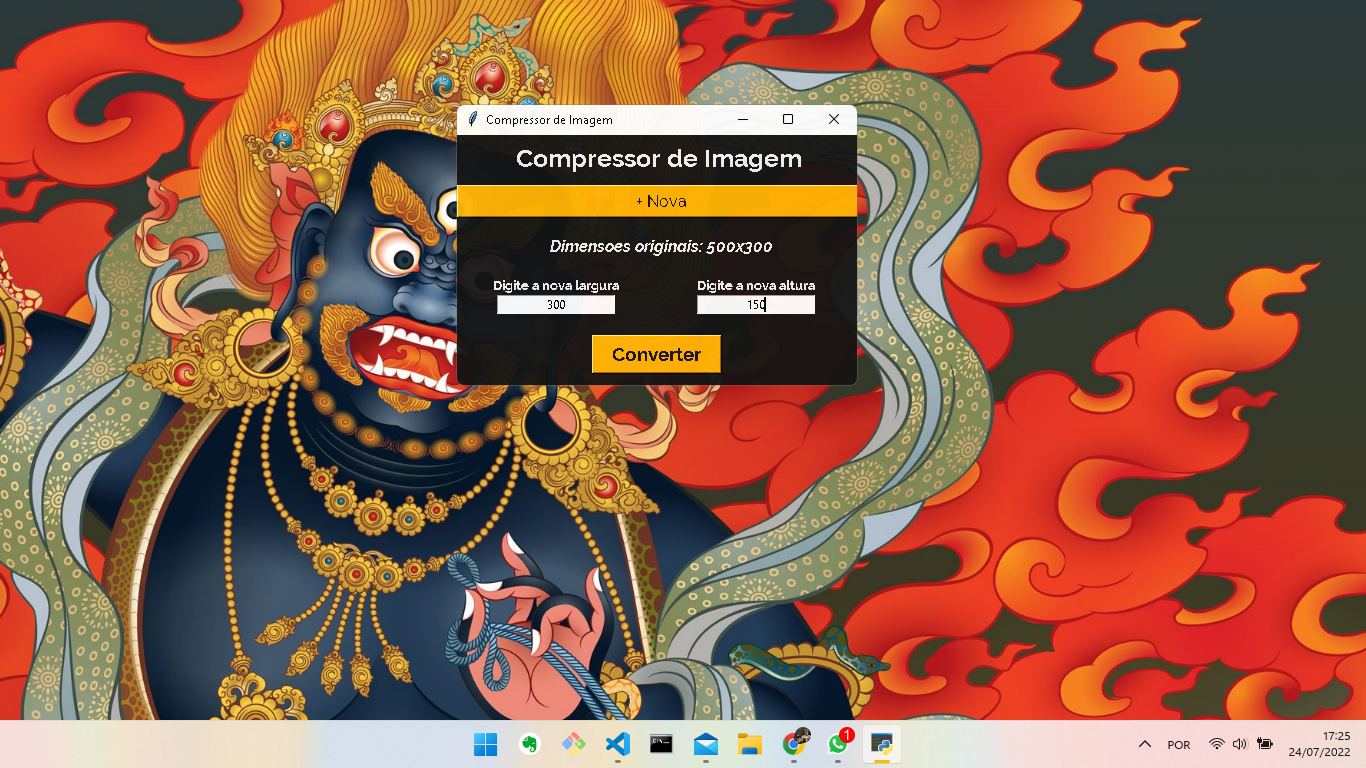 Compressor de Imagem
Compressor de Imagem
+ Nova
Dimensoes originais: 500x300
Digite a nova largura
Digite a nova altura
300
150
Converter
1
POR
17:25
24/07/2022